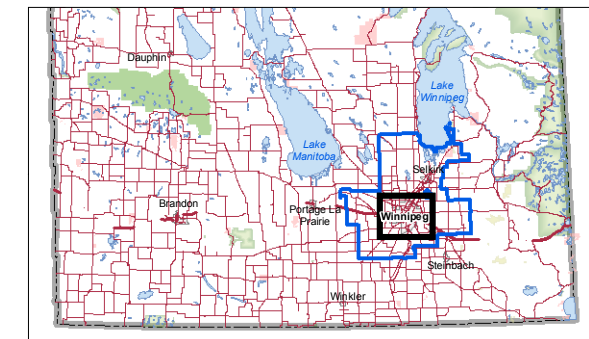 Dauphin
Lake
Winnipeg
Lake
Manitoba
Selkirk
Brandon
Portage La
Prairie
Winnipeg
Steinbach
Winkler